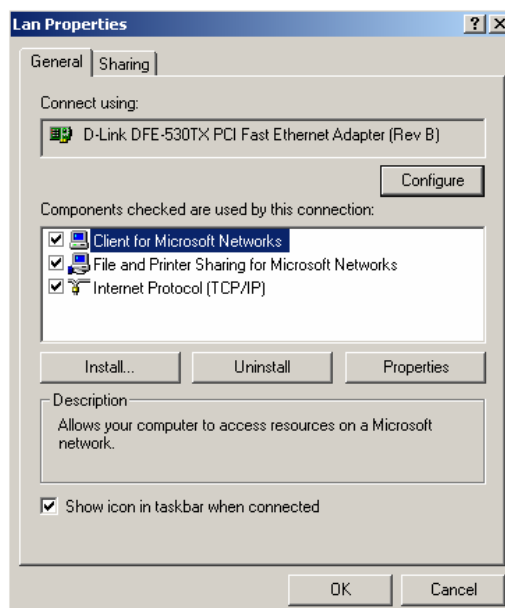 Lan Properties
General
Sharing
Connect using:
D-Link DFE-530TX PCI Fast Ethernet Adapter (Rev B)
Configure
Components checked are used by this connection:
Client for Microsoft Networks
File and Printer Sharing for Microsoft Networks
Internet Protocol (TCP/IP)
Install...
Uninstall
Properties
Description
Allows your computer to access resources on a Microsoft
network.
Show icon in taskbar when connected
OK
Cancel